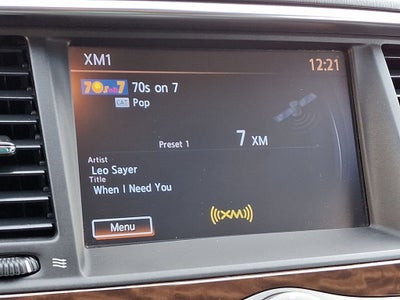 XM1
12:21
70s on 7 70s on 7
CAT Pop
Preset 1 7 XM
Artist
Leo Sayer
Title
When I Need You
((XM))
Menu